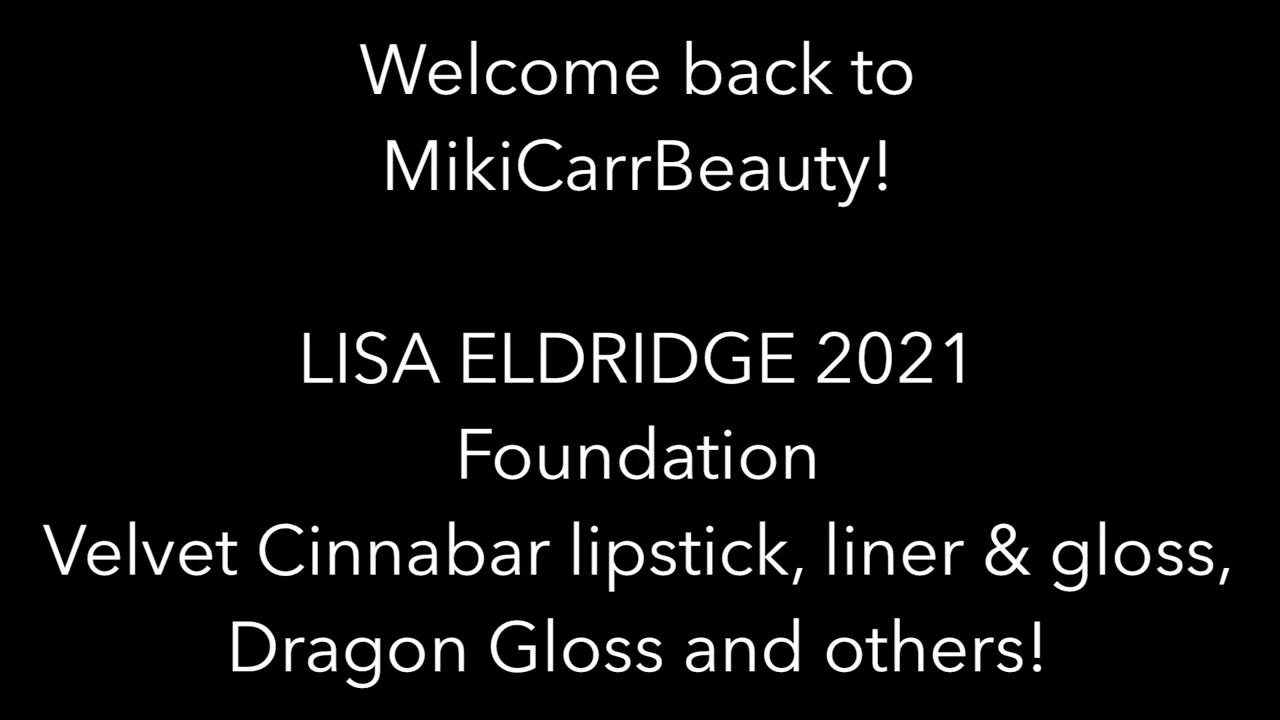 Welcome back to
MikiCarrBeauty!
LISA ELDRIDGE 2021
Foundation
Velvet Cinnabar lipstick, liner & gloss,
Dragon Gloss and others!